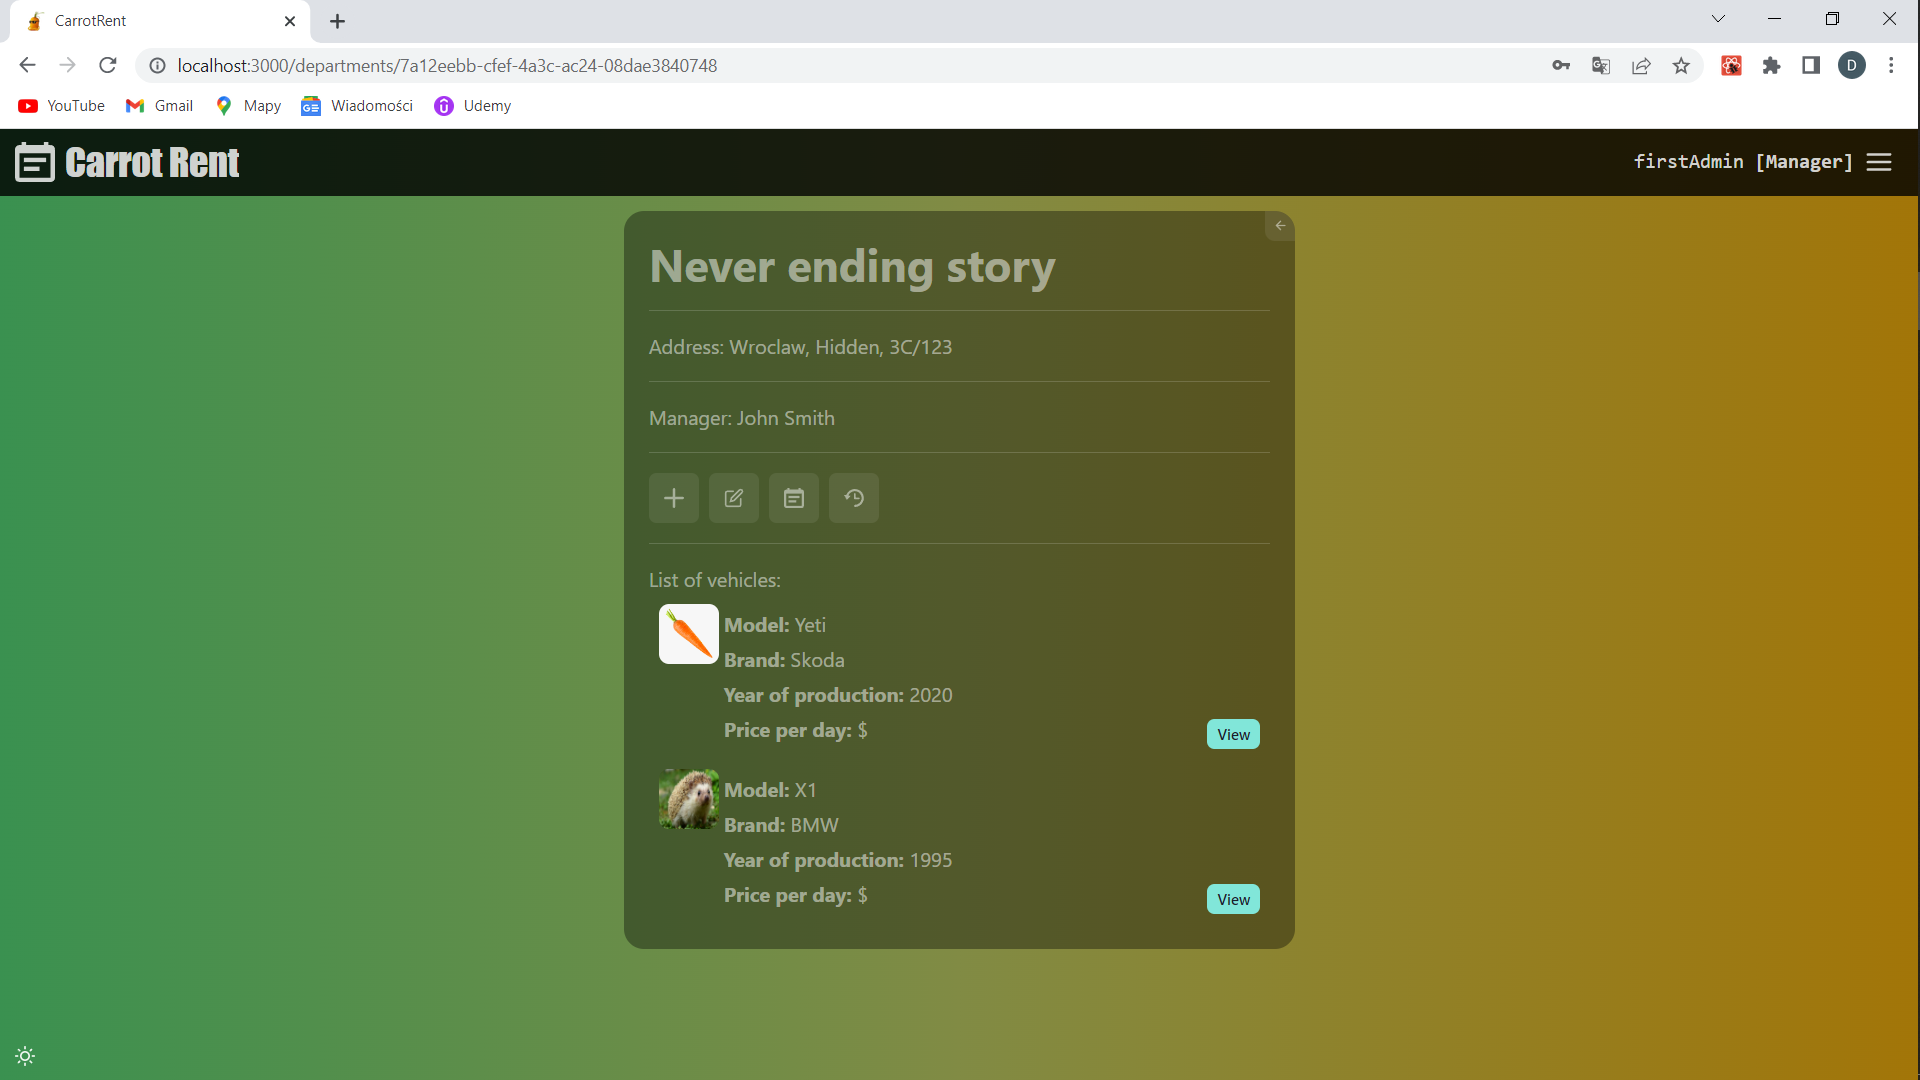 CarrotRent
localhost:3000/departments/7a12eebb-cfef-4a3c-ac24-08dae3840748
D
YouTube Gmail Mapy Wiadomości Udemy
Carrot Rent
firstAdmin [Manager]
Never ending story
Address: Wroclaw, Hidden, 3C/123
Manager: John Smith
List of vehicles:
Model: Yeti
Brand: Skoda
Year of production: 2020
Price per day: $
View
Model: X1
Brand: BMW
Year of production: 1995
Price per day: $
View